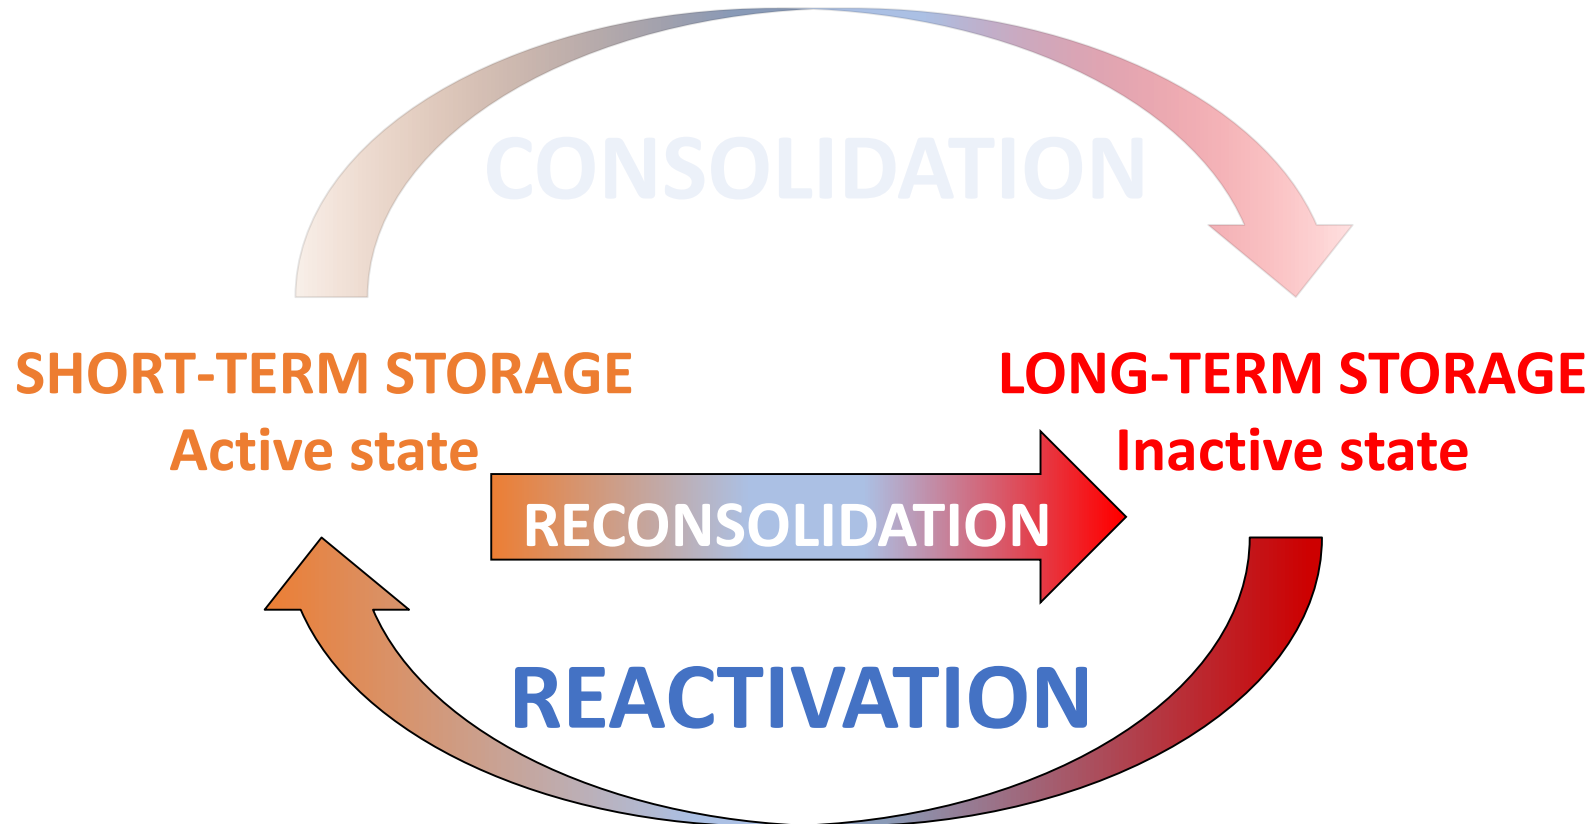 CONSOLIDATION
SHORT-TERM STORAGE
Active state
LONG-TERM STORAGE
Inactive state
RECONSOLIDATION
REACTIVATION